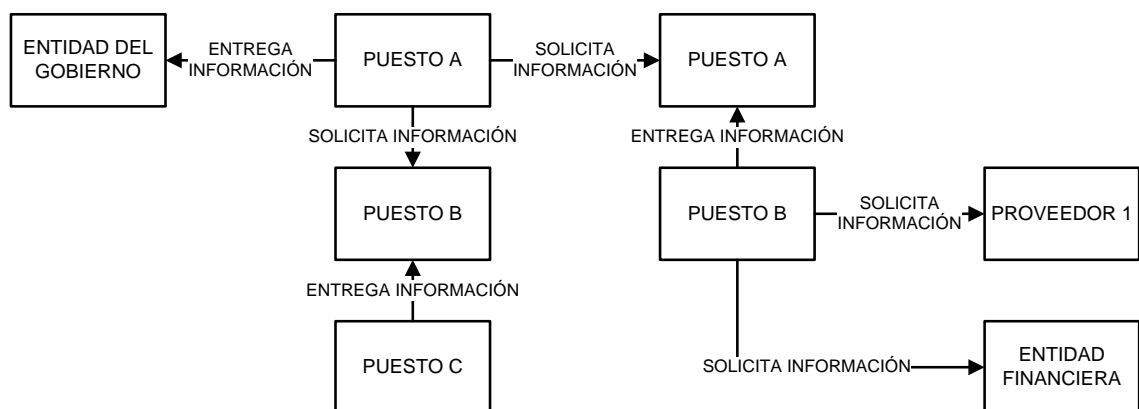 ENTIDAD DEL
GOBIERNO
ENTREGA
INFORMACIÓN
PUESTO A
SOLICITA
INFORMACIÓN
PUESTO A
SOLICITA INFORMACIÓN
ENTREGA INFORMACIÓN
PUESTO B
PUESTO B
SOLICITA
INFORMACIÓN
PROVEEDOR 1
ENTREGA INFORMACIÓN
PUESTO C
SOLICITA INFORMACIÓN
ENTIDAD
FINANCIERA